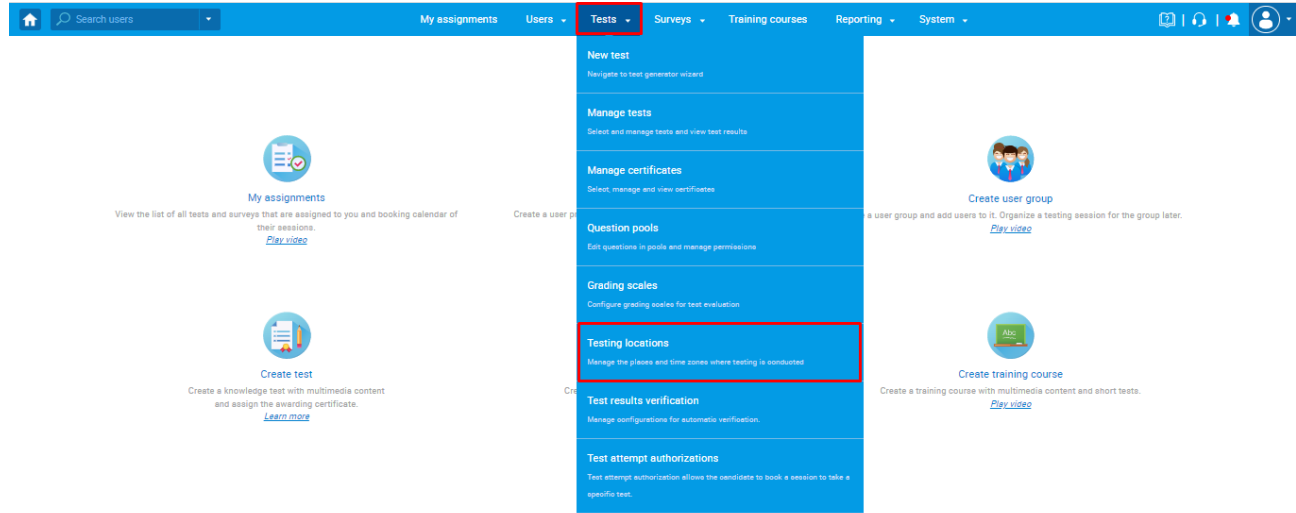 Search users
My assignments Users Tests Surveys Training courses Reporting System
New test
Navigate to test generator wizard
Manage tests
Select and manage tests and view test results
Manage certificates
Select, manage and view certificates
Question pools
Edit questions in pools and manage permissions
Grading scales
Configure grading scales for test evaluation
Testing locations
Manage the places and time zones where testing is conducted
Test results verification
Manage configurations for automatic verification.
Test attempt authorizations
Test attempt authorization allows the candidate to book a session to take a
specific test.
My assignments
View the list of all tests and surveys that are assigned to you and booking calendar of
their sessions.
Play video
Create a user
Create user group
a user group and add users to it. Organize a testing session for the group later.
Play video
Create test
Create a knowledge test with multimedia content
and assign the awarding certificate.
Learn more
Abc
Create training course
Create a training course with multimedia content and short tests.
Play video